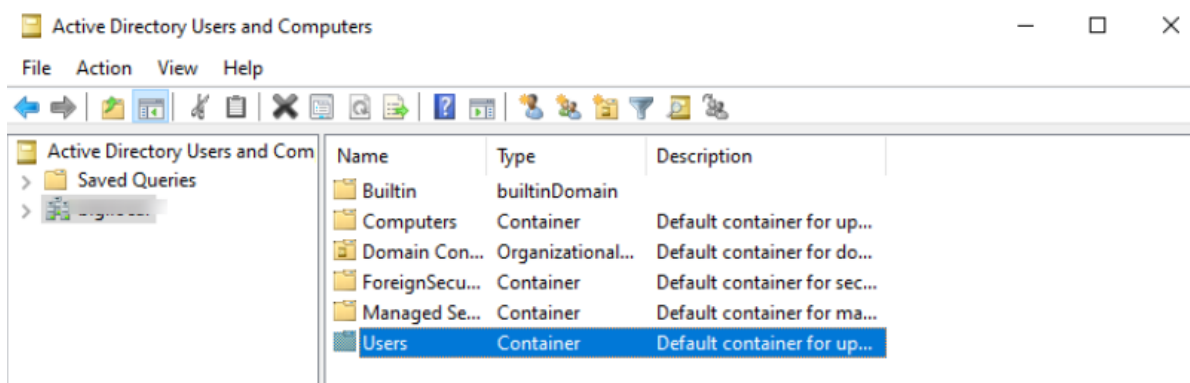 Active Directory Users and Computers
File Action View Help
Active Directory Users and Com
Saved Queries
Name Type Description
Builtin builtinDomain
Computers Container Default container for up...
Domain Con... Organizational... Default container for do...
ForeignSecu... Container Default container for sec...
Managed Se... Container Default container for ma...
Users Container Default container for up...